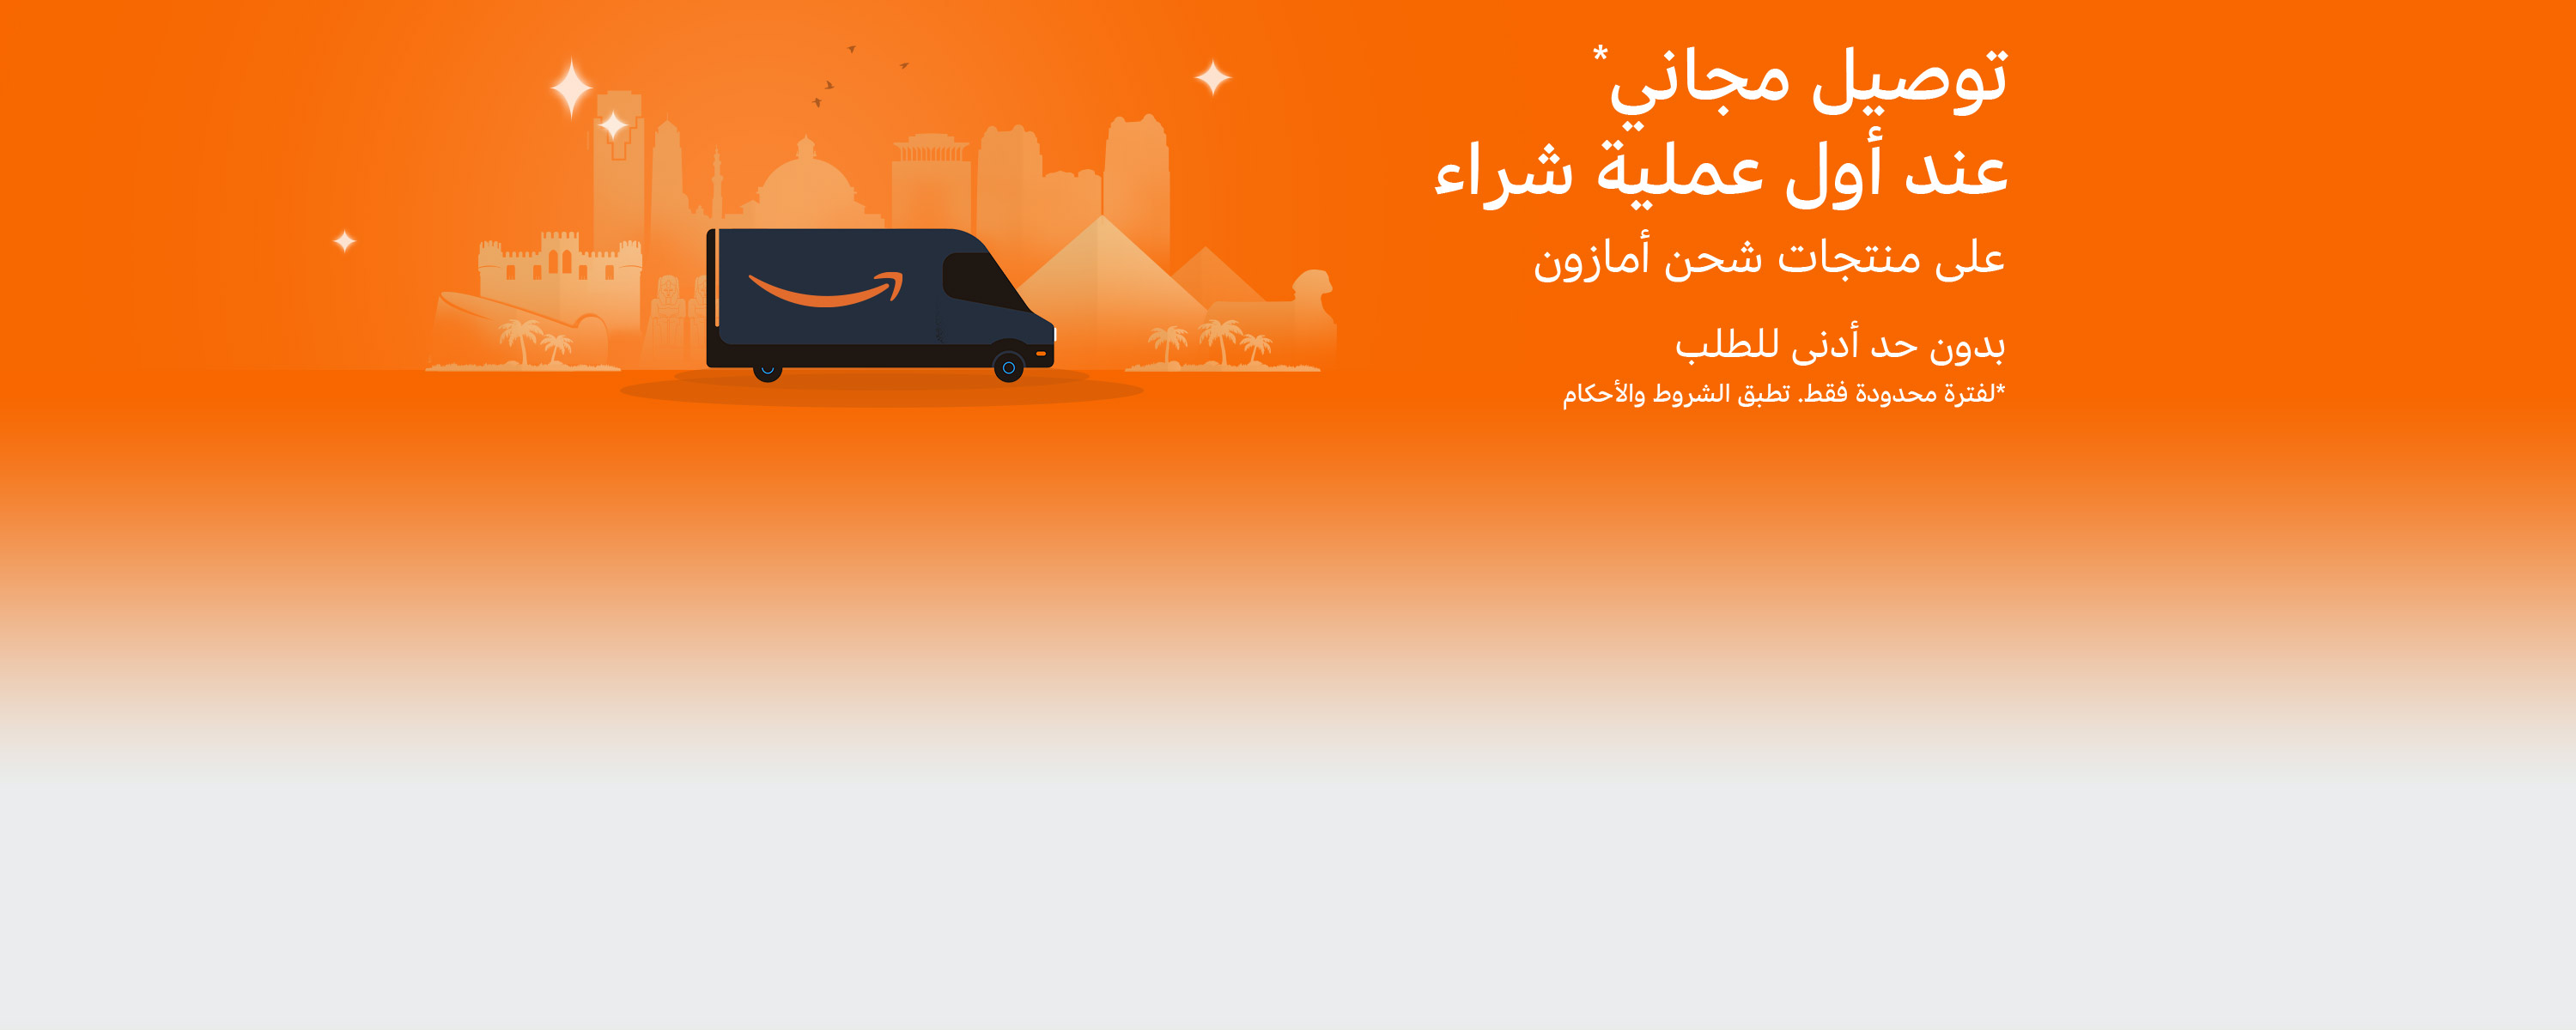 توصيل مجاني*
عند أول عملية شراء
على منتجات شحن أمازون
بدون حد أدنى للطلب
*لفترة محدودة فقط. تطبق الشروط والأحكام